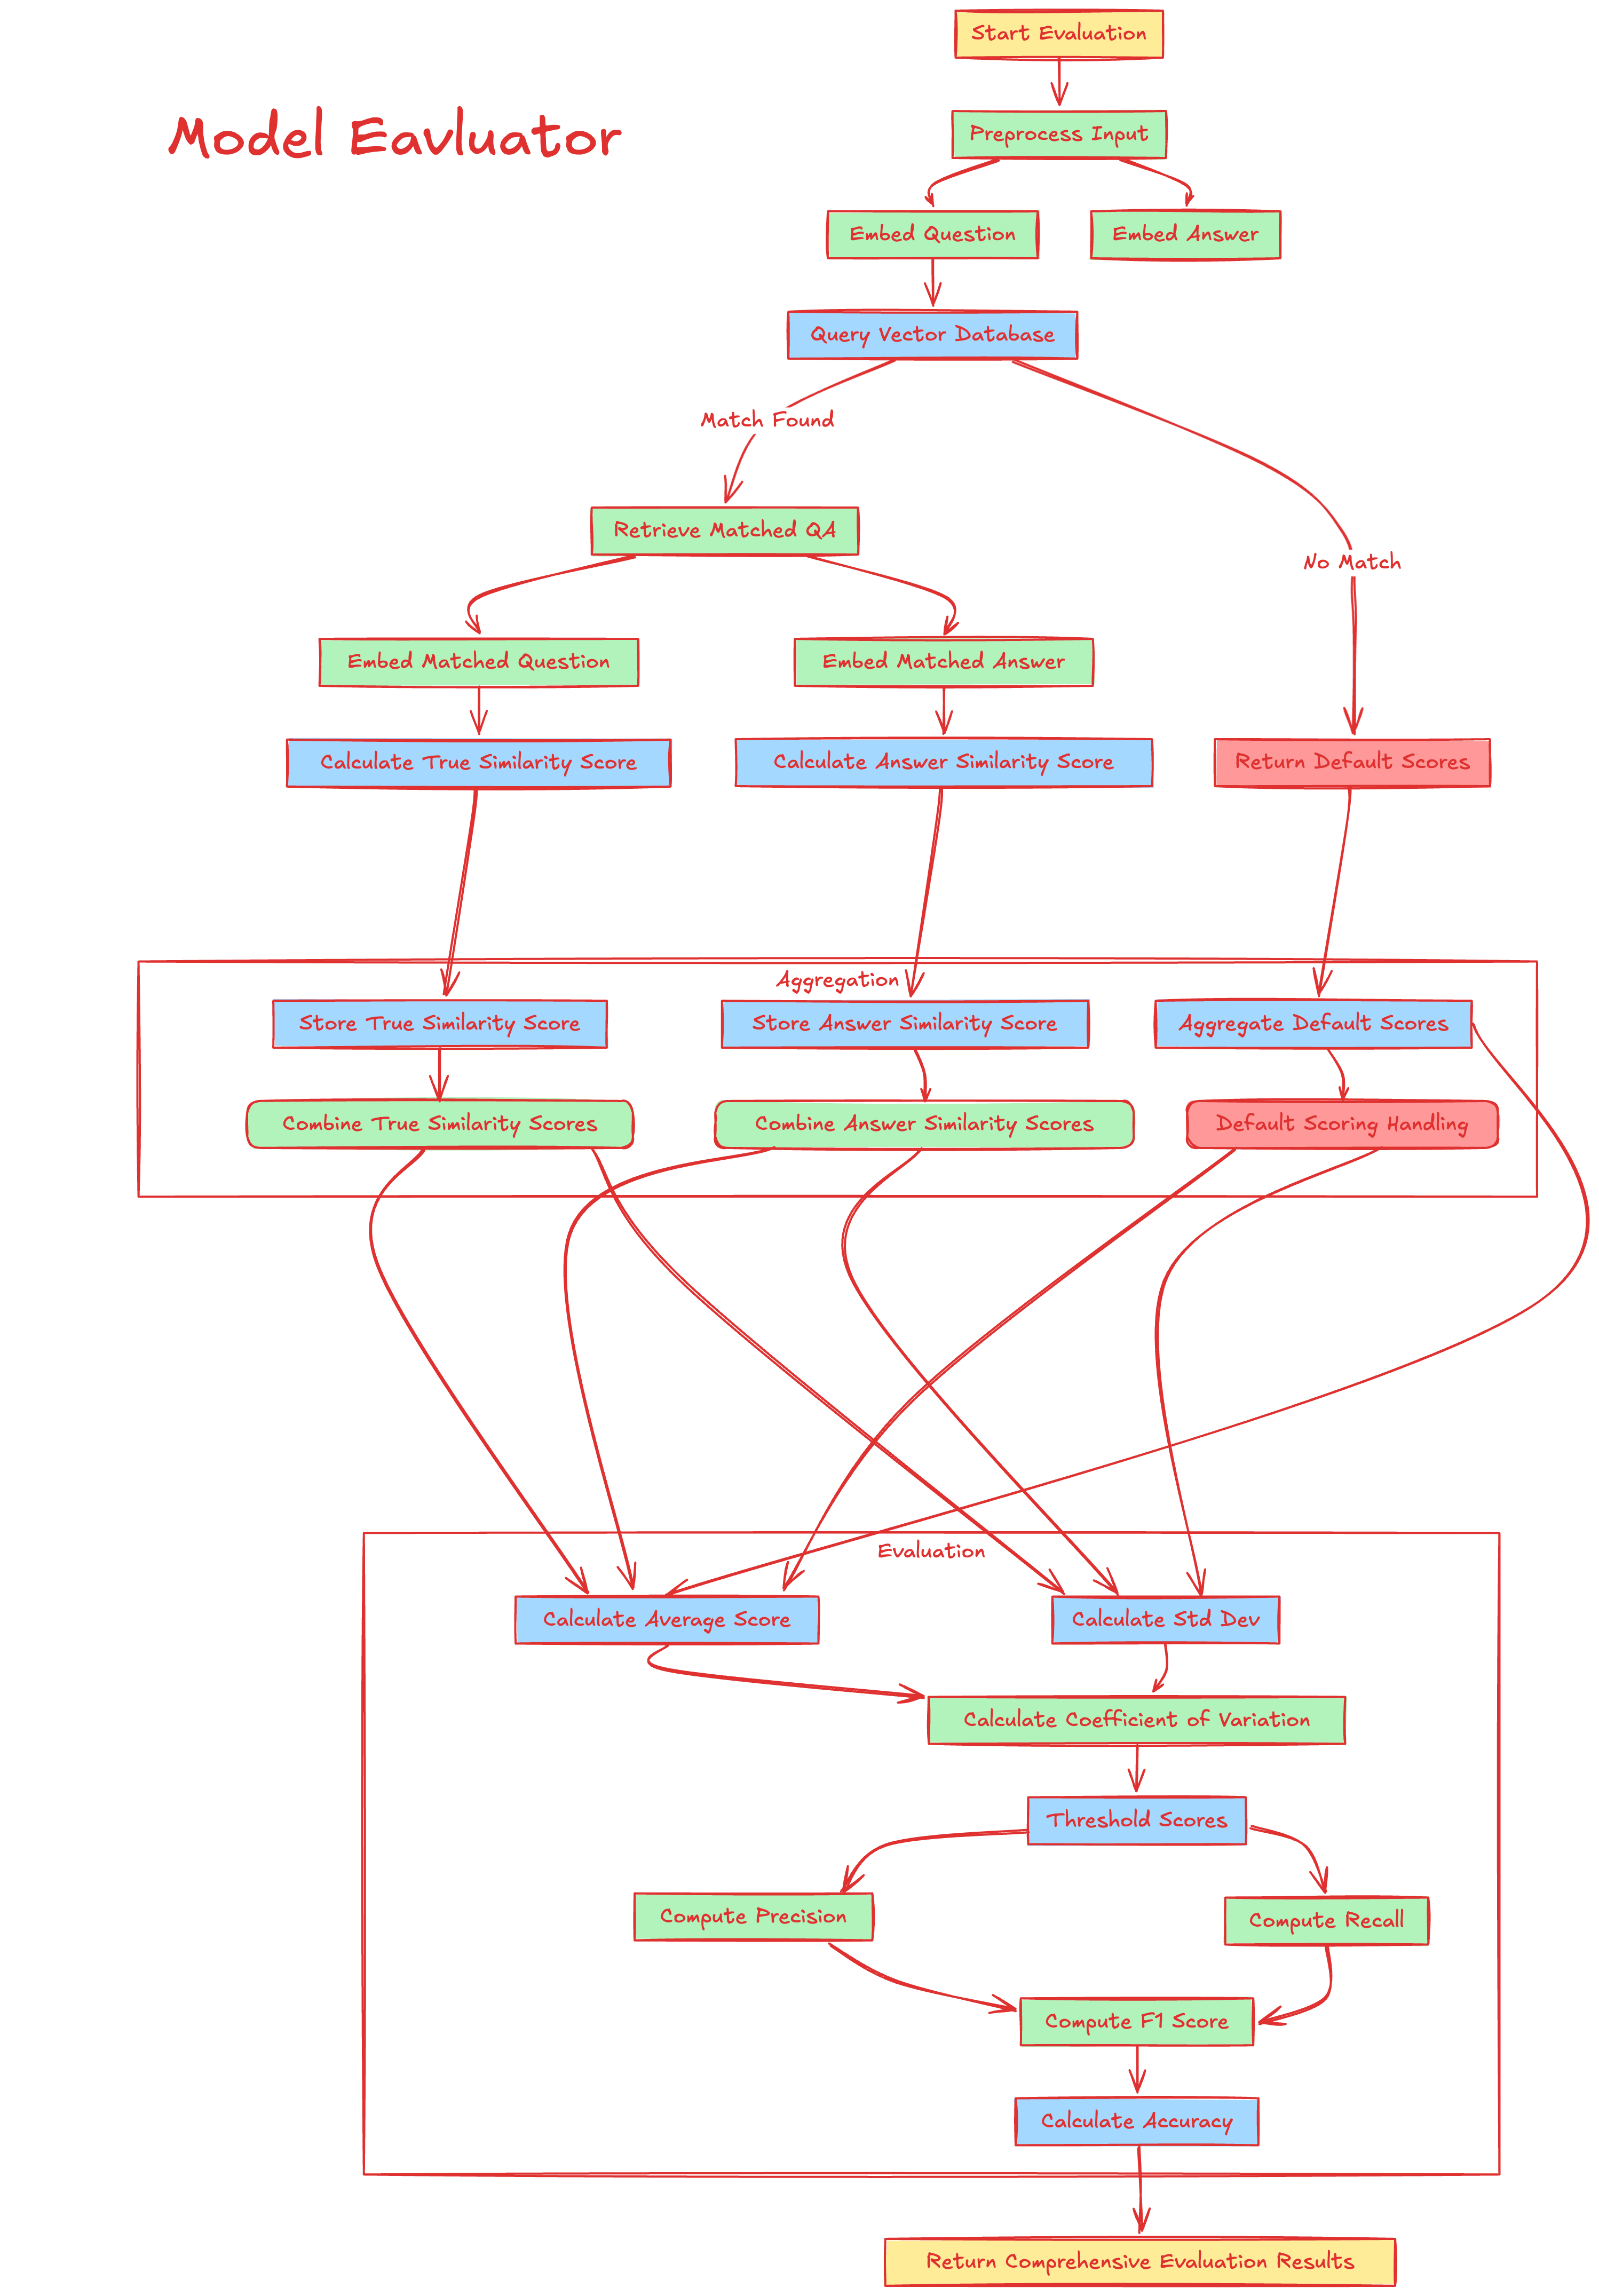 Start Evaluation
Model Eavluator
Preprocess Input
Embed Question
Embed Answer
Query Vector Database
Match Found
Retrieve Matched QA
No Match
Embed Matched Question
Embed Matched Answer
Calculate True Similarity Score
Calculate Answer Similarity Score
Return Default Scores
Aggregation
Store True Similarity Score
Store Answer Similarity Score
Aggregate Default Scores
Combine True Similarity Scores
Combine Answer Similarity Scores
Default Scoring Handling
Evaluation
Calculate Average Score
Calculate Std Dev
Calculate Coefficient of Variation
Threshold Scores
Compute Precision
Compute Recall
Compute F1 Score
Calculate Accuracy
Return Comprehensive Evaluation Results